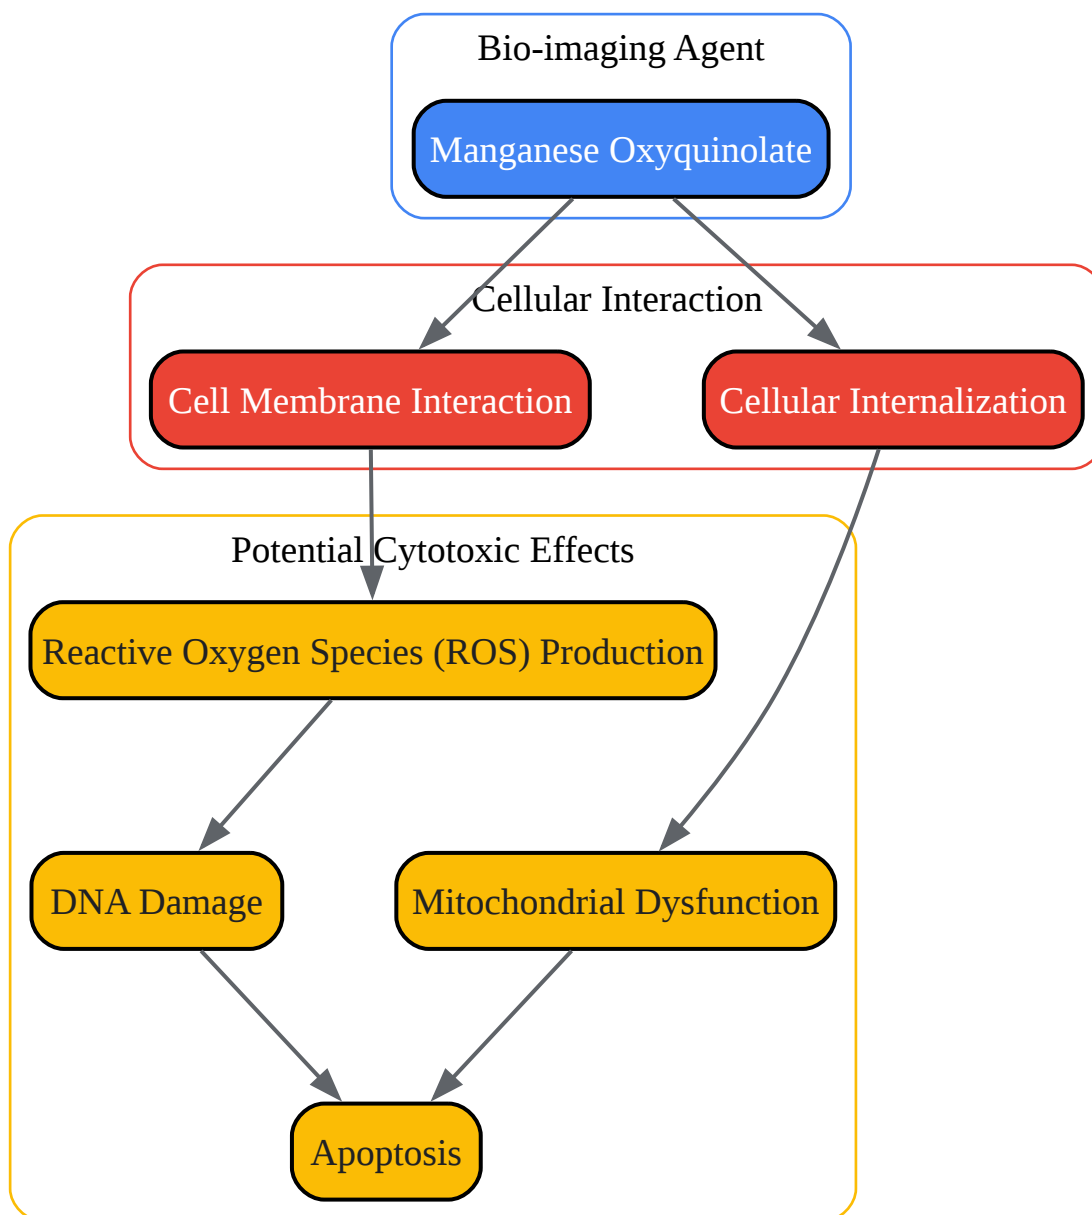 Bio-imaging Agent
Manganese Oxyquinolate
Cellular Interaction
Cell Membrane Interaction
Cellular Internalization
Potential Cytotoxic Effects
Reactive Oxygen Species (ROS) Production
DNA Damage
Mitochondrial Dysfunction
Apoptosis